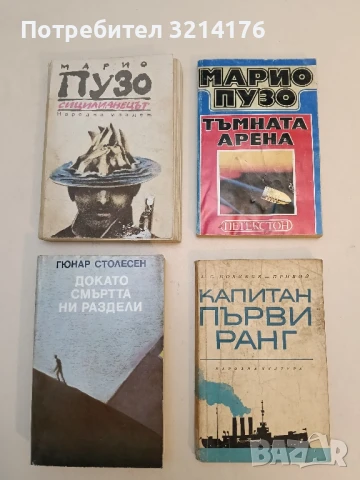 Потребител 3214176
МАРИО
ПУЗО
СИЦИЛИАНЕЦЪТ
Народна младеж
МАРИО
ПУЗО
ТЪМНАТА
АРЕНА
ГЮНАР СТОЛЕСЕН
ДОКАТО
СМЪРТТА
НИ РАЗДЕЛИ
КАПИТАН
ПЪРВИ
РАНГ
НАРОДНА КУЛТУРА
BAZAR